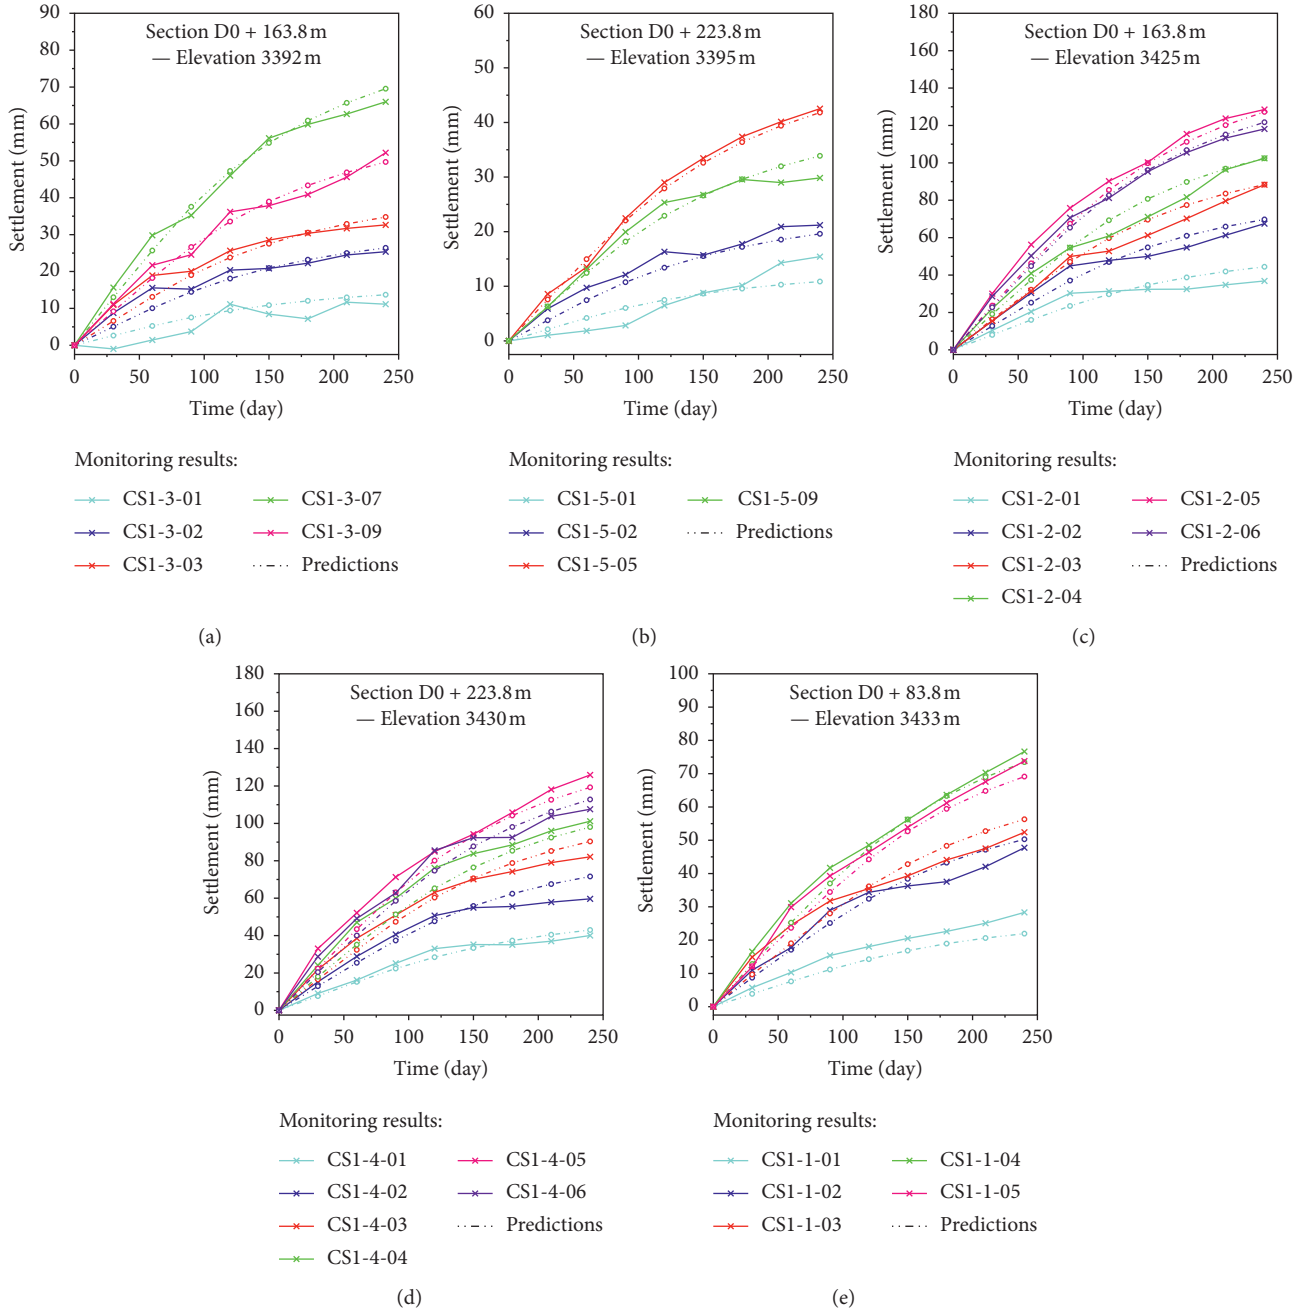 90
80
70
60
50
40
30
20
10
0
Settlement (mm)
Section D0 + 163.8 m
— Elevation 3392 m
0 50 100 150 200 250
Time (day)
Monitoring results:
CS1-3-01
CS1-3-02
CS1-3-03
CS1-3-07
CS1-3-09
Predictions
(a)
60
50
40
30
20
10
0
Settlement (mm)
Section D0 + 223.8 m
— Elevation 3395 m
0 50 100 150 200 250
Time (day)
Monitoring results:
CS1-5-01
CS1-5-02
CS1-5-05
CS1-5-09
Predictions
(b)
180
160
140
120
100
80
60
40
20
0
Settlement (mm)
Section D0 + 163.8 m
— Elevation 3425 m
0 50 100 150 200 250
Time (day)
Monitoring results:
CS1-2-01
CS1-2-02
CS1-2-03
CS1-2-04
CS1-2-05
CS1-2-06
Predictions
(c)
180
160
140
120
100
80
60
40
20
0
Settlement (mm)
Section D0 + 223.8 m
— Elevation 3430 m
0 50 100 150 200 250
Time (day)
Monitoring results:
CS1-4-01
CS1-4-02
CS1-4-03
CS1-4-04
CS1-4-05
CS1-4-06
Predictions
(d)
100
90
80
70
60
50
40
30
20
10
0
Settlement (mm)
Section D0 + 83.8 m
— Elevation 3433 m
0 50 100 150 200 250
Time (day)
Monitoring results:
CS1-1-01
CS1-1-02
CS1-1-03
CS1-1-04
CS1-1-05
Predictions
(e)